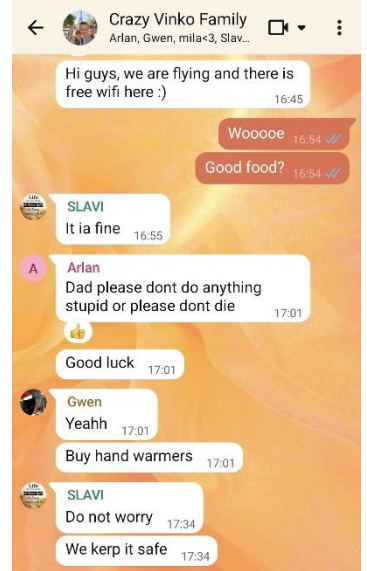 Crazy Vinko Family
Arlan, Gwen, mila<3, Slav...
Hi guys, we are flying and there is
free wifi here :)
16:45
Wooooe 16:54
Good food? 16:54
SLAVI
It ia fine 16:55
A
Arlan
Dad please dont do anything
stupid or please dont die
17:01
Good luck 17:01
Gwen
Yeahh 17:01
Buy hand warmers 17:01
SLAVI
Do not worry 17:34
We kerp it safe 17:34